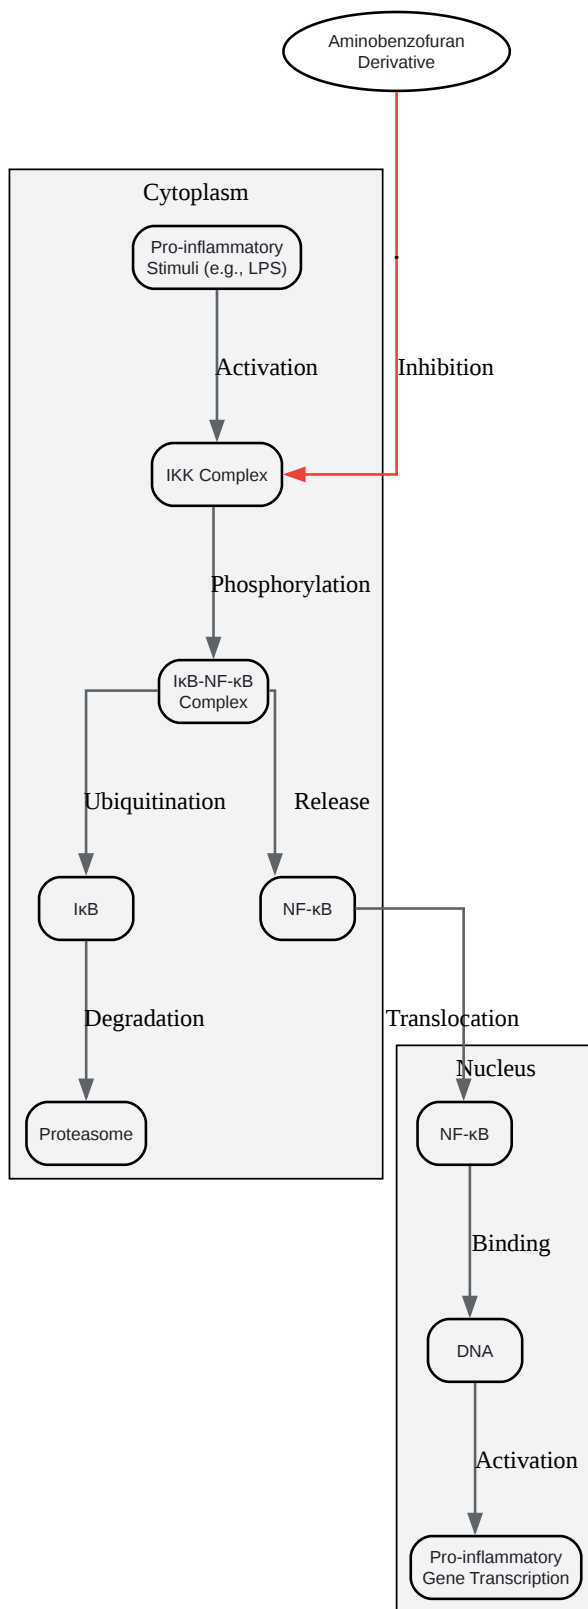 Aminobenzofuran
Derivative
Cytoplasm
Pro-inflammatory
Stimuli (e.g., LPS)
Activation
Inhibition
IKK Complex
Phosphorylation
IκB-NF-κB
Complex
Ubiquitination
Release
IκB
NF-κB
Degradation
Translocation
Nucleus
Proteasome
NF-κB
Binding
DNA
Activation
Pro-inflammatory
Gene Transcription